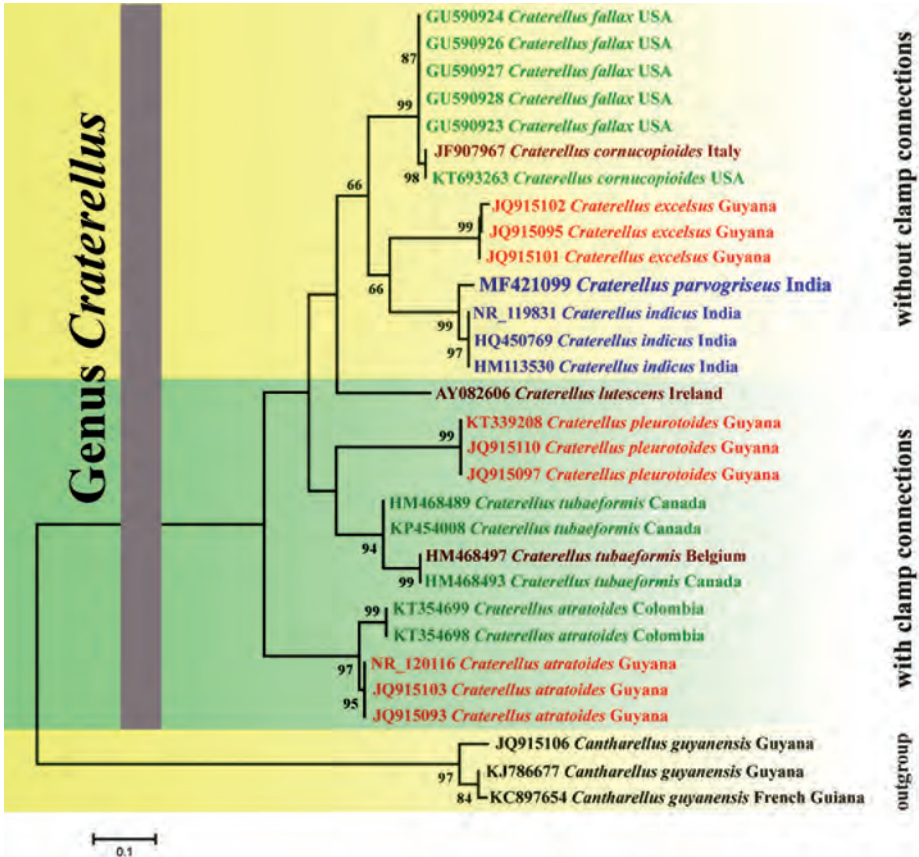 Genus Craterellus
GU590924 Craterellus fallax USA
GU590926 Craterellus fallax USA
87
GU590927 Craterellus fallax USA
GU590928 Craterellus fallax USA
99
GU590923 Craterellus fallax USA
JF907967 Craterellus cornucopioides Italy
98
KT693263 Craterellus cornucopioides USA
66
JQ915102 Craterellus excelsus Guyana
99
JQ915095 Craterellus excelsus Guyana
JQ915101 Craterellus excelsus Guyana
66
MF421099 Craterellus parvogriseus India
NR_119831 Craterellus indicus India
99
HQ450769 Craterellus indicus India
97
HM113530 Craterellus indicus India
without clamp connections
AY082606 Craterellus lutescens Ireland
KT339208 Craterellus pleurotoides Guyana
99
JQ915110 Craterellus pleurotoides Guyana
JQ915097 Craterellus pleurotoides Guyana
HM468489 Craterellus tubaeformis Canada
KP454008 Craterellus tubaeformis Canada
94
HM468497 Craterellus tubaeformis Belgium
99
HM468493 Craterellus tubaeformis Canada
99
KT354699 Craterellus atratoides Colombia
KT354698 Craterellus atratoides Colombia
97
NR_120116 Craterellus atratoides Guyana
JQ915103 Craterellus atratoides Guyana
95
JQ915093 Craterellus atratoides Guyana
with clamp connections
JQ915106 Cantharellus guyanensis Guyana
97
KJ786677 Cantharellus guyanensis Guyana
84
KC897654 Cantharellus guyanensis French Guiana
outgroup
0.1